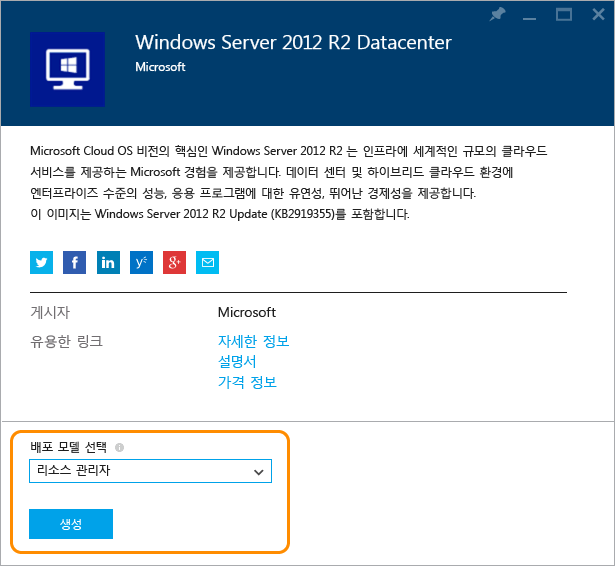 Windows Server 2012 R2 Datacenter
Microsoft
Microsoft Cloud OS 비전의 핵심인 Windows Server 2012 R2 는 인프라에 세계적인 규모의 클라우드
서비스를 제공하는 Microsoft 경험을 제공합니다. 데이터 센터 및 하이브리드 클라우드 환경에
엔터프라이즈 수준의 성능, 응용 프로그램에 대한 유연성, 뛰어난 경제성을 제공합니다.
이 이미지는 Windows Server 2012 R2 Update (KB2919355)를 포함합니다.
f in y g+
게시자 Microsoft
유용한 링크 자세한 정보
설명서
가격 정보
배포 모델 선택
리소스 관리자
생성